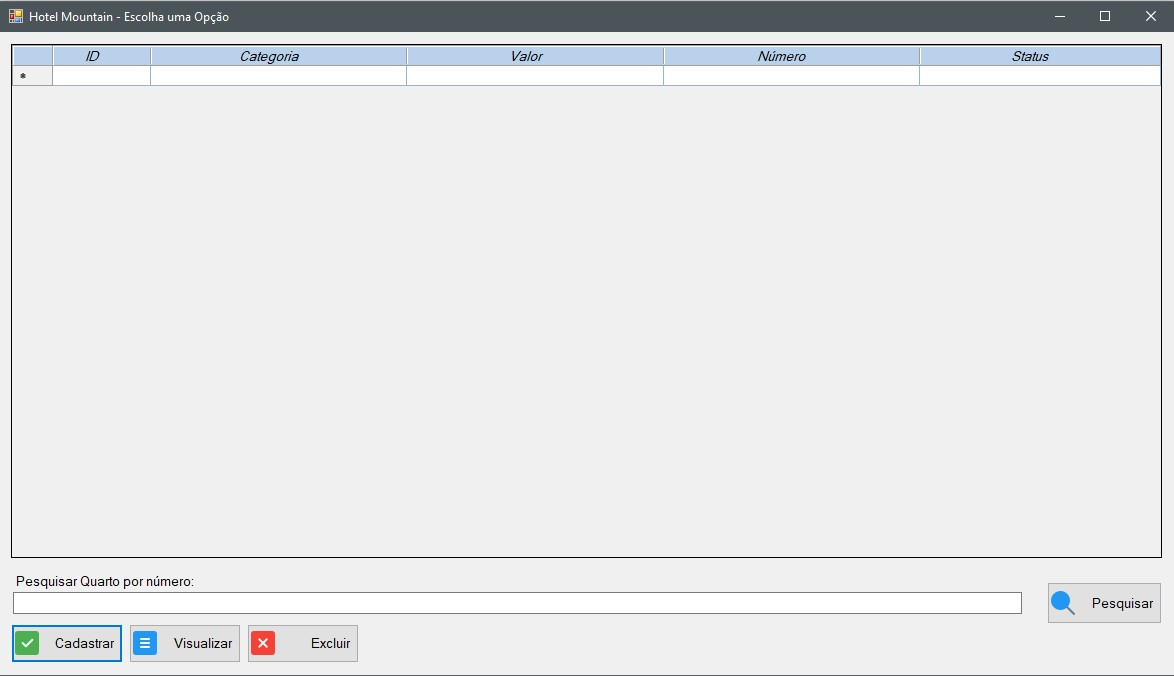 Hotel Mountain - Escolha uma Opção
ID Categoria Valor Número Status
*
Pesquisar Quarto por número:
Pesquisar
Cadastrar Visualizar Excluir